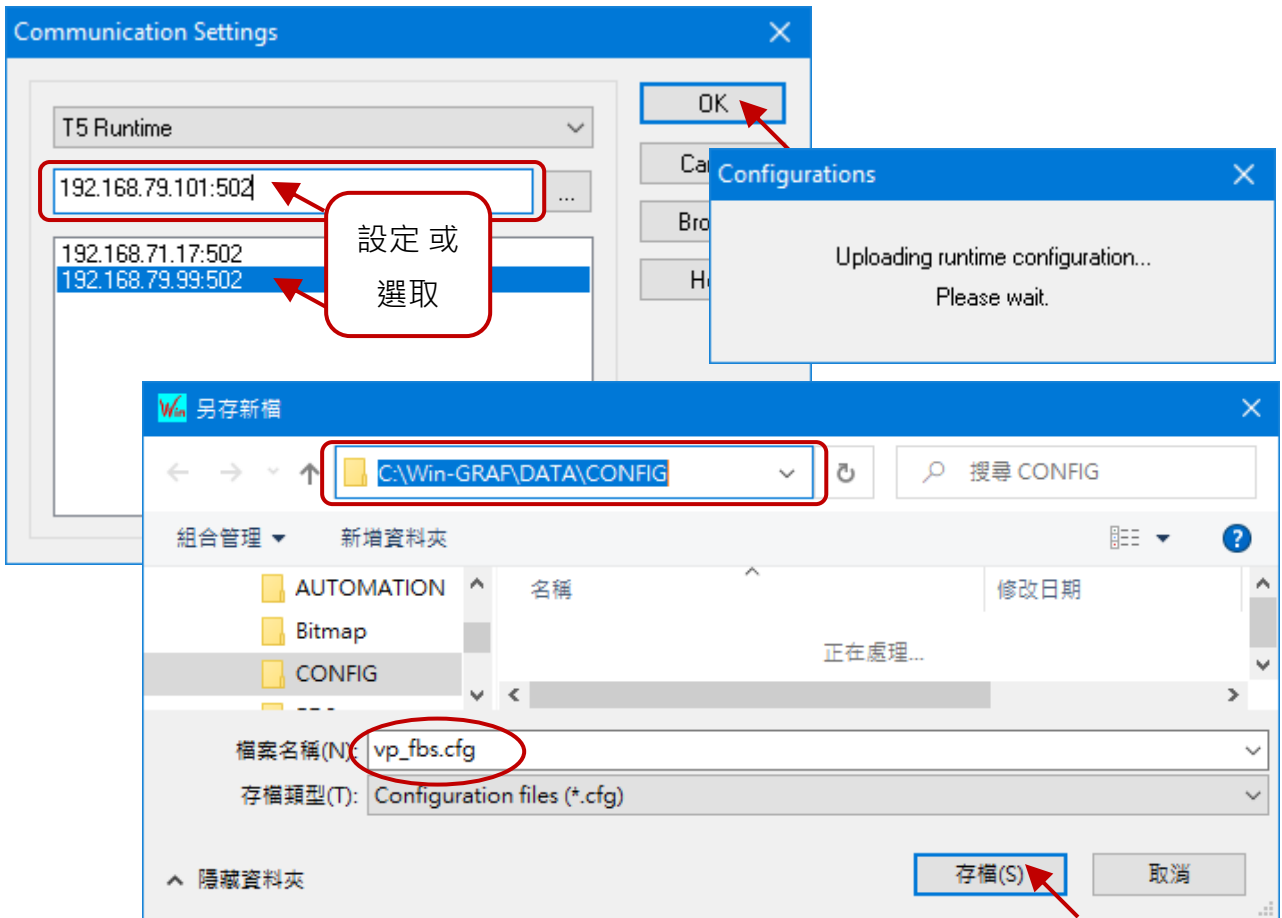 Communication Settings
T5 Runtime
OK
192.168.79.101:502
...
Configurations
設定 或
選取
192.168.71.17:502
192.168.79.99:502
Uploading runtime configuration...
Please wait.
Win 另存新檔
C:\Win-GRAF\DATA\CONFIG
搜尋 CONFIG
組合管理
新增資料夾
?
AUTOMATION
名稱
修改日期
Bitmap
正在處理...
CONFIG
檔案名稱(N):
vp_fbs.cfg
存檔類型(T):
Configuration files (*.cfg)
隱藏資料夾
存檔(S)
取消